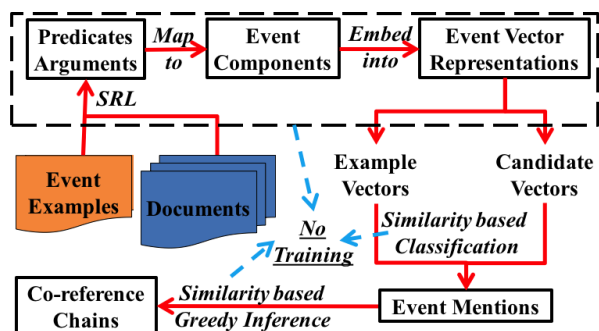 Predicates
Arguments
Map
to
Event
Components
Embed
into
Event Vector
Representations
SRL
Event
Examples
Documents
Example
Vectors
Candidate
Vectors
No
Training
Similarity based
Classification
Co-reference
Chains
Similarity based
Greedy Inference
Event Mentions